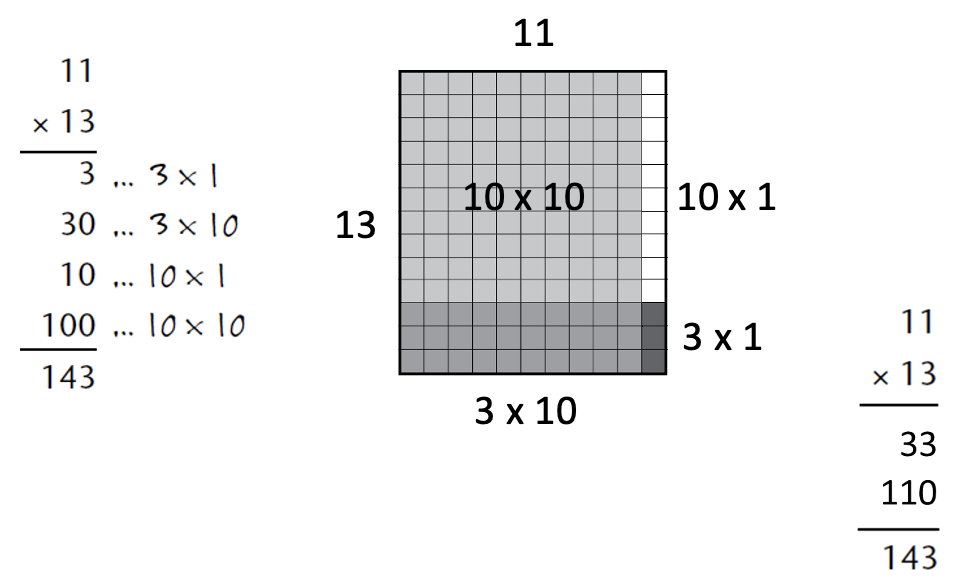 11
× 13
3 ... 3 × 1
30 ... 3 × 10
10 ... 10 × 1
100 ... 10 × 10
143
11
13
10 x 10
10 x 1
3 x 1
3 x 10
11
× 13
33
110
143